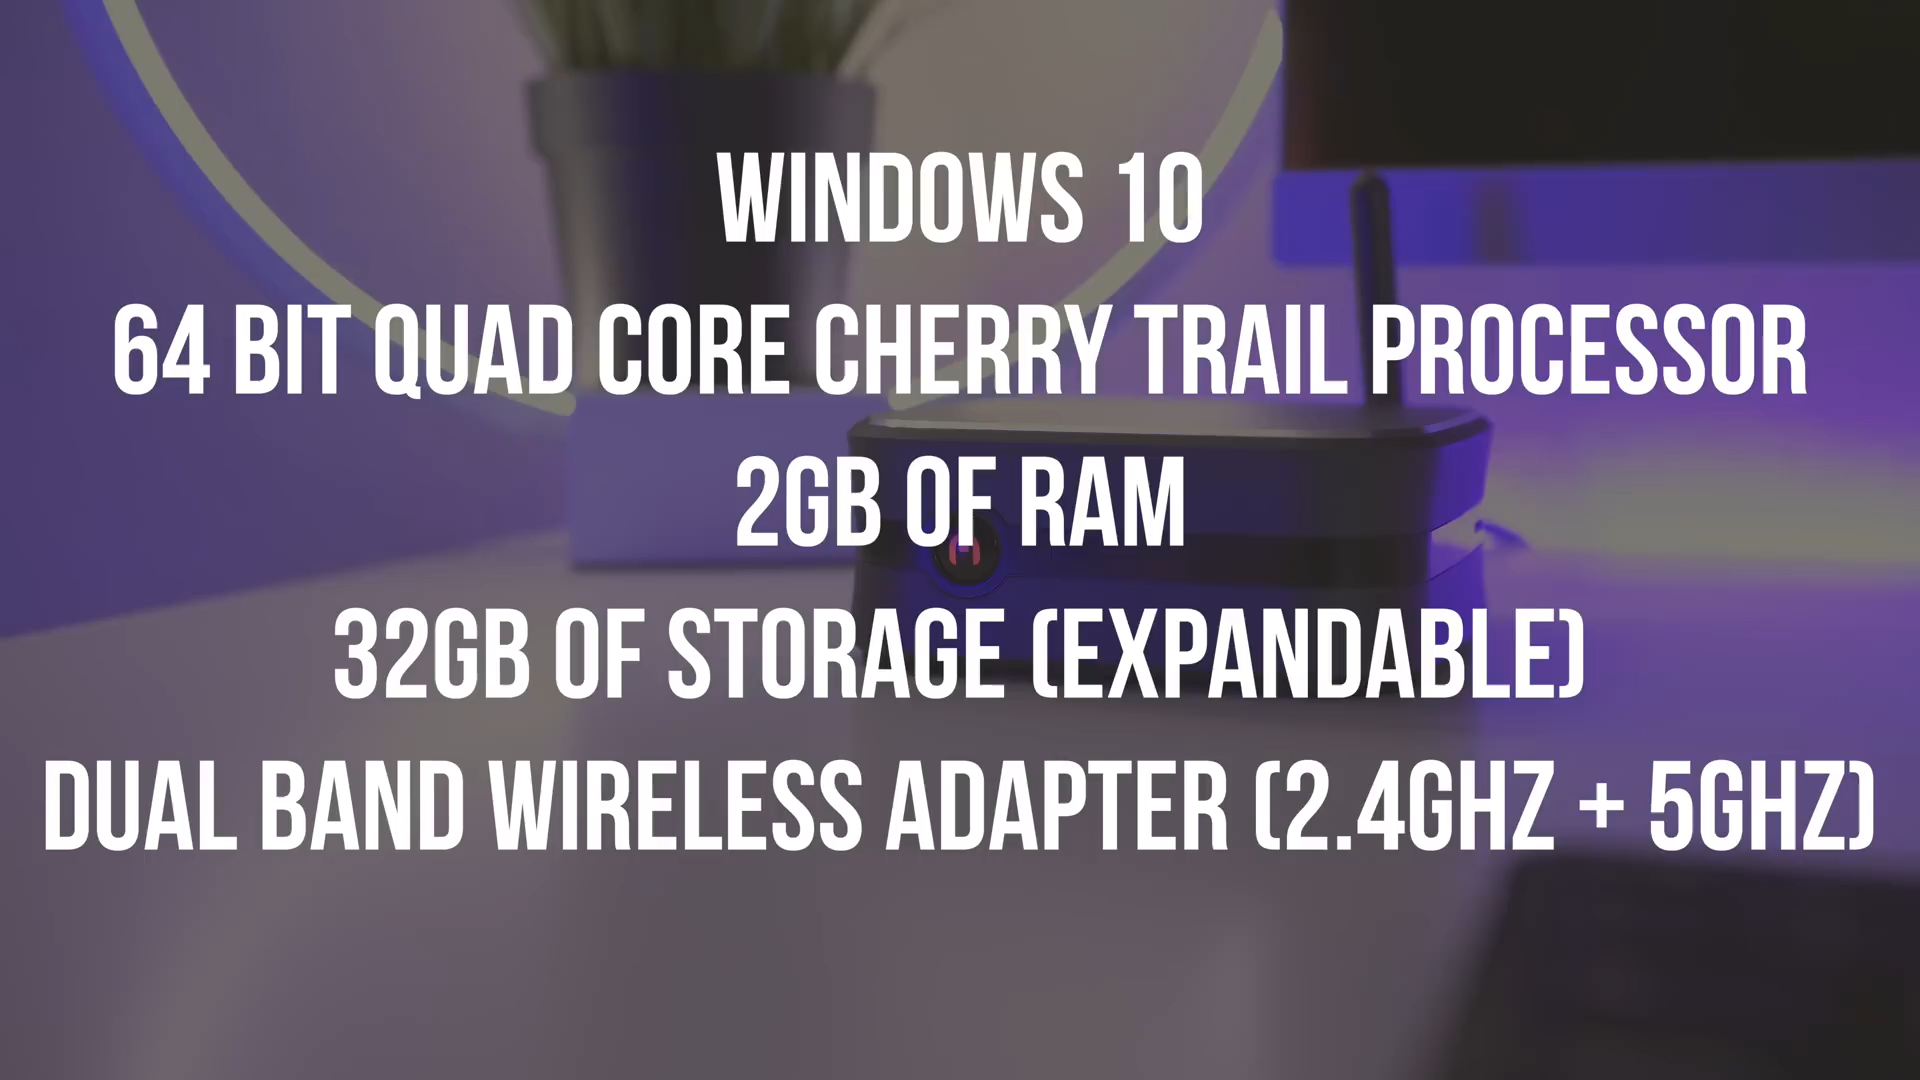 WINDOWS 10
64 BIT QUAD CORE CHERRY TRAIL PROCESSOR
2GB OF RAM
32GB OF STORAGE (EXPANDABLE)
DUAL BAND WIRELESS ADAPTER (2.4GHZ + 5GHZ)